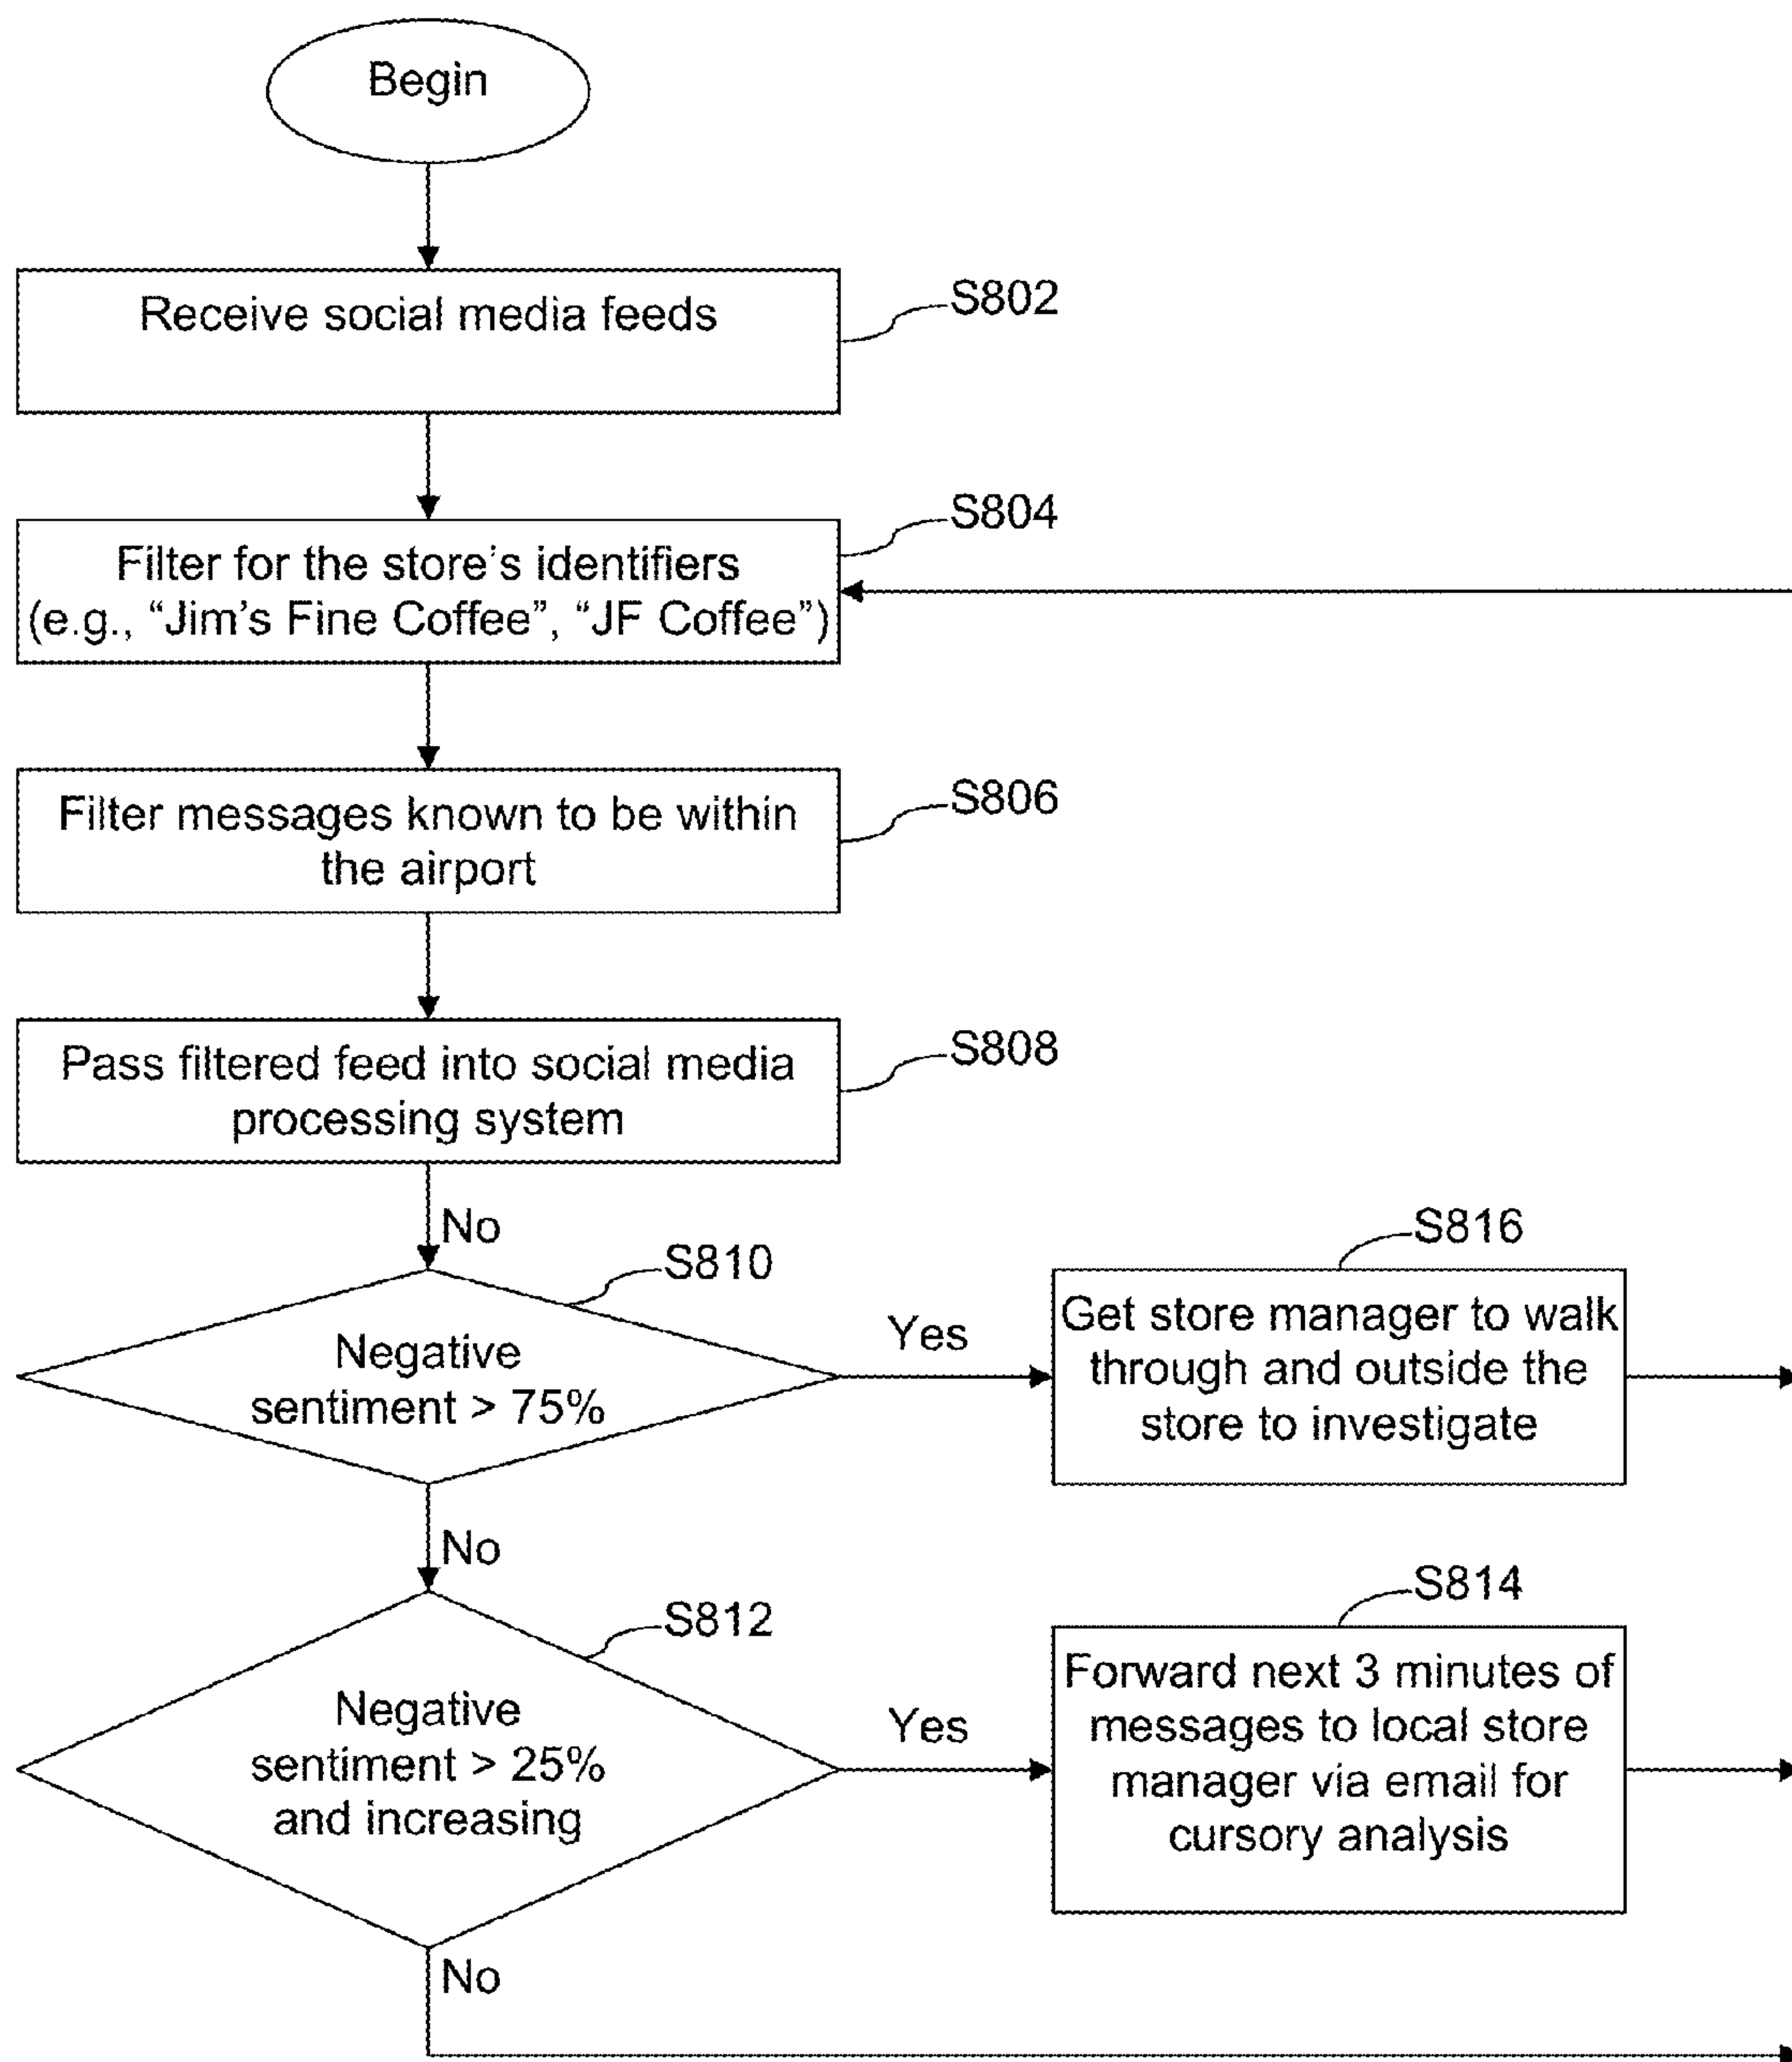 Begin
Receive social media feeds
S802
S804
Filter for the store's identifiers
(e.g., “Jim's Fine Coffee”, “JF Coffee”)
S806
Filter messages known to be within
the airport
S808
Pass filtered feed into social media
processing system
No
S810
Negative
sentiment > 75%
Yes
S816
Get store manager to walk
through and outside the
store to investigate
No
S812
Negative
sentiment > 25%
and increasing
Yes
S814
Forward next 3 minutes of
messages to local store
manager via email for
cursory analysis
No